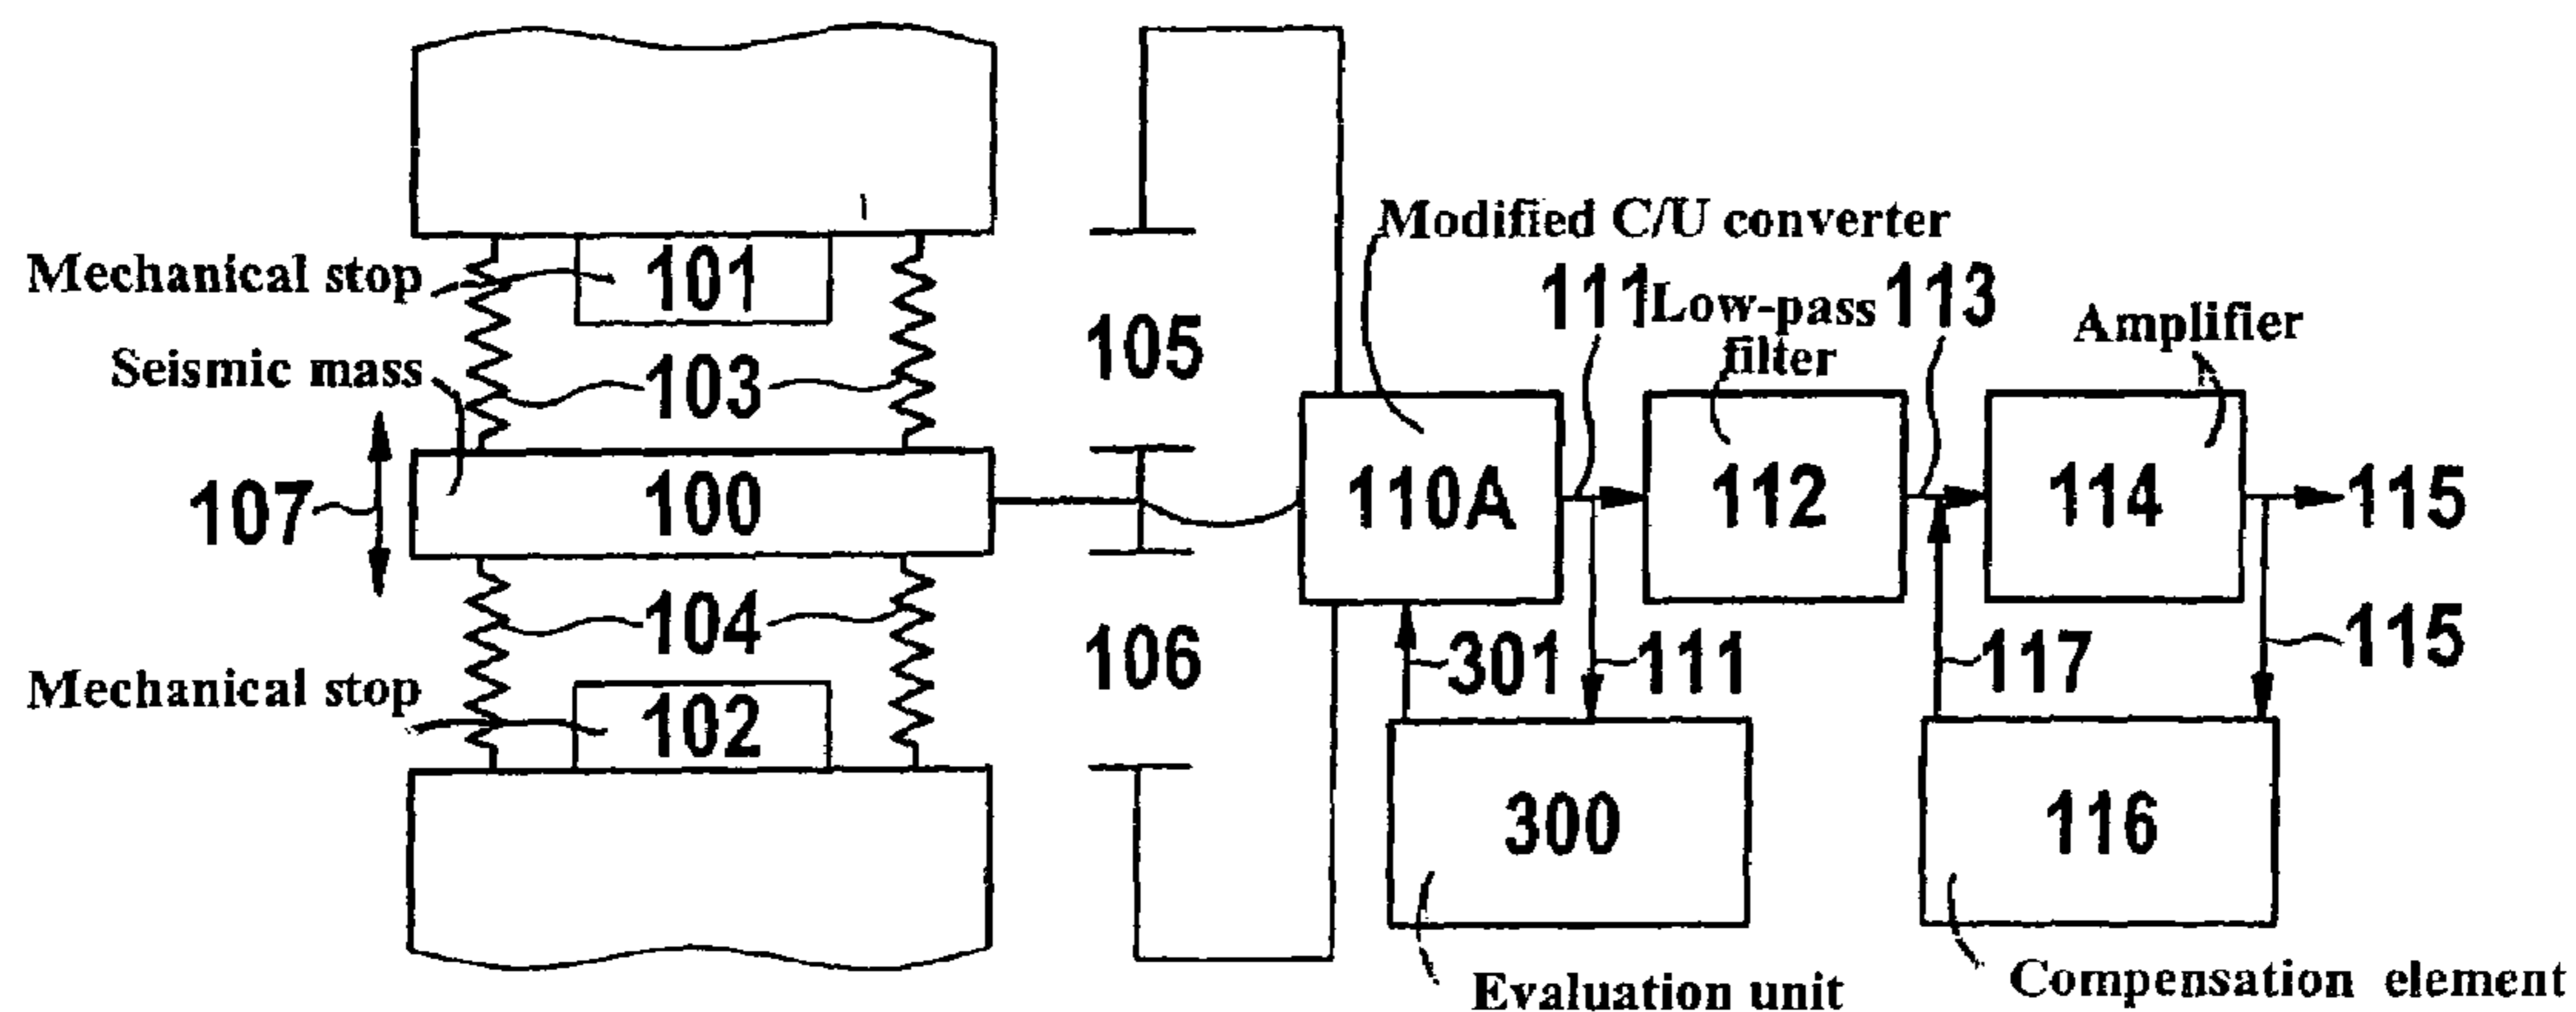 Modified C/U converter
Mechanical stop
101
111
Low-pass
filter
113
Amplifier
105
Seismic mass
103
107
100
110A
112
114
115
104
106
301
111
117
115
Mechanical stop
102
300
116
Evaluation unit
Compensation element